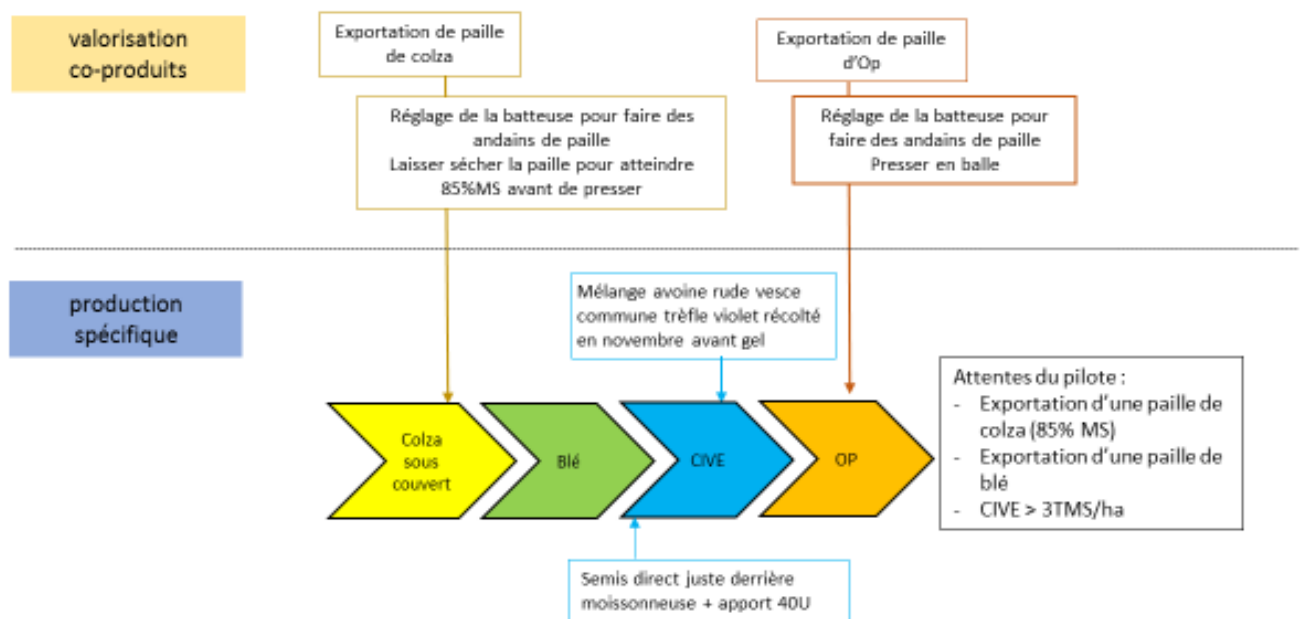 valorisation
co-produits
Exportation de paille
de colza
Exportation de paille
d'Op
Réglage de la batteuse pour faire des
andains de paille
Laisser sécher la paille pour atteindre
85%MS avant de presser
Réglage de la batteuse pour
faire des andains de paille
Presser en balle
production
spécifique
Mélange avoine rude vesce
commune trèfle violet récolté
en novembre avant gel
Colza
sous
couvert
Blé
CIVE
OP
Attentes du pilote :
- Exportation d'une paille de
colza (85% MS)
- Exportation d'une paille de
blé
- CIVE > 3TMS/ha
Semis direct juste derrière
moissonneuse + apport 40U